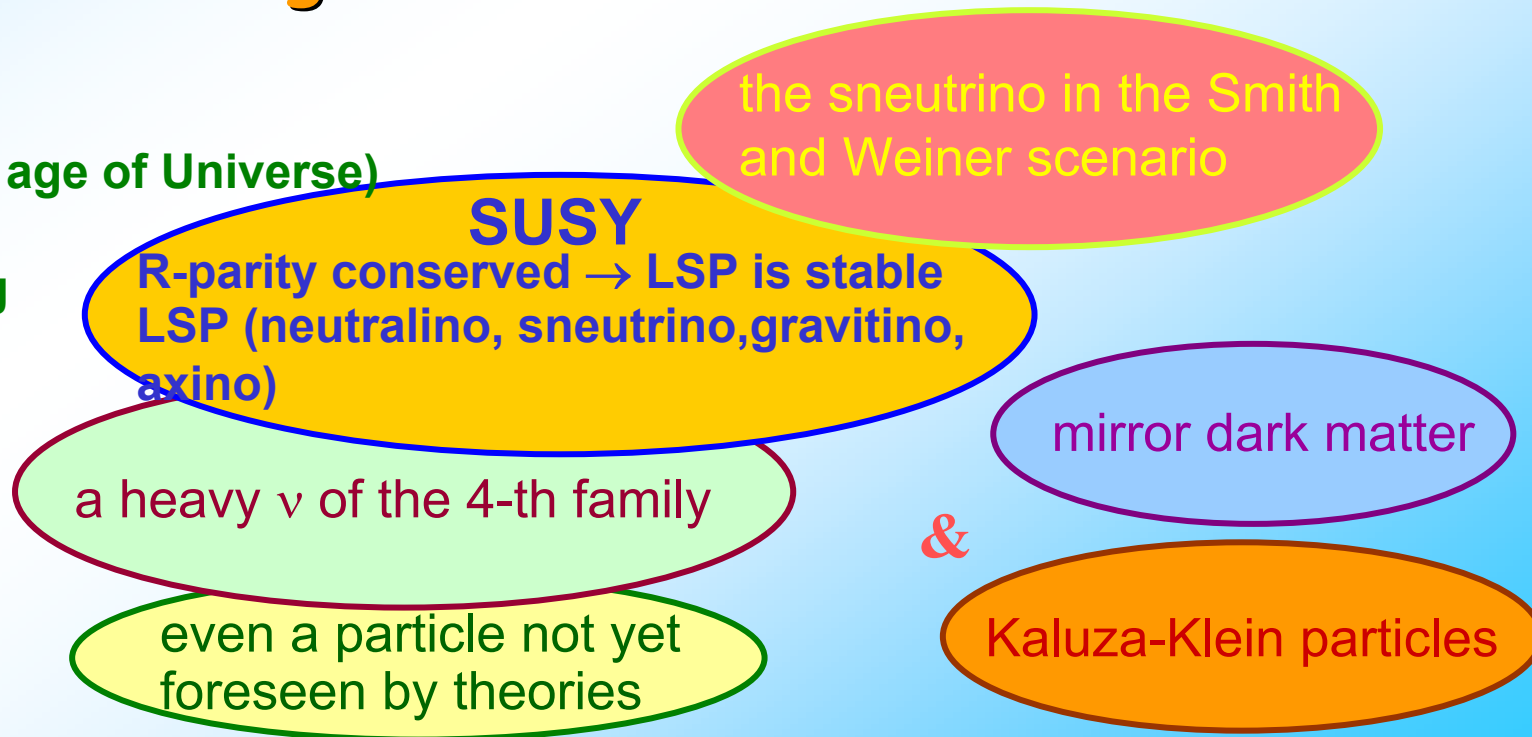 the sneutrino in the Smith
and Weiner scenario
age of Universe)
SUSY
R-parity conserved → LSP is stable
LSP (neutralino, sneutrino,gravitino,
axino)
mirror dark matter
a heavy ν of the 4-th family
&
Kaluza-Klein particles
even a particle not yet
foreseen by theories